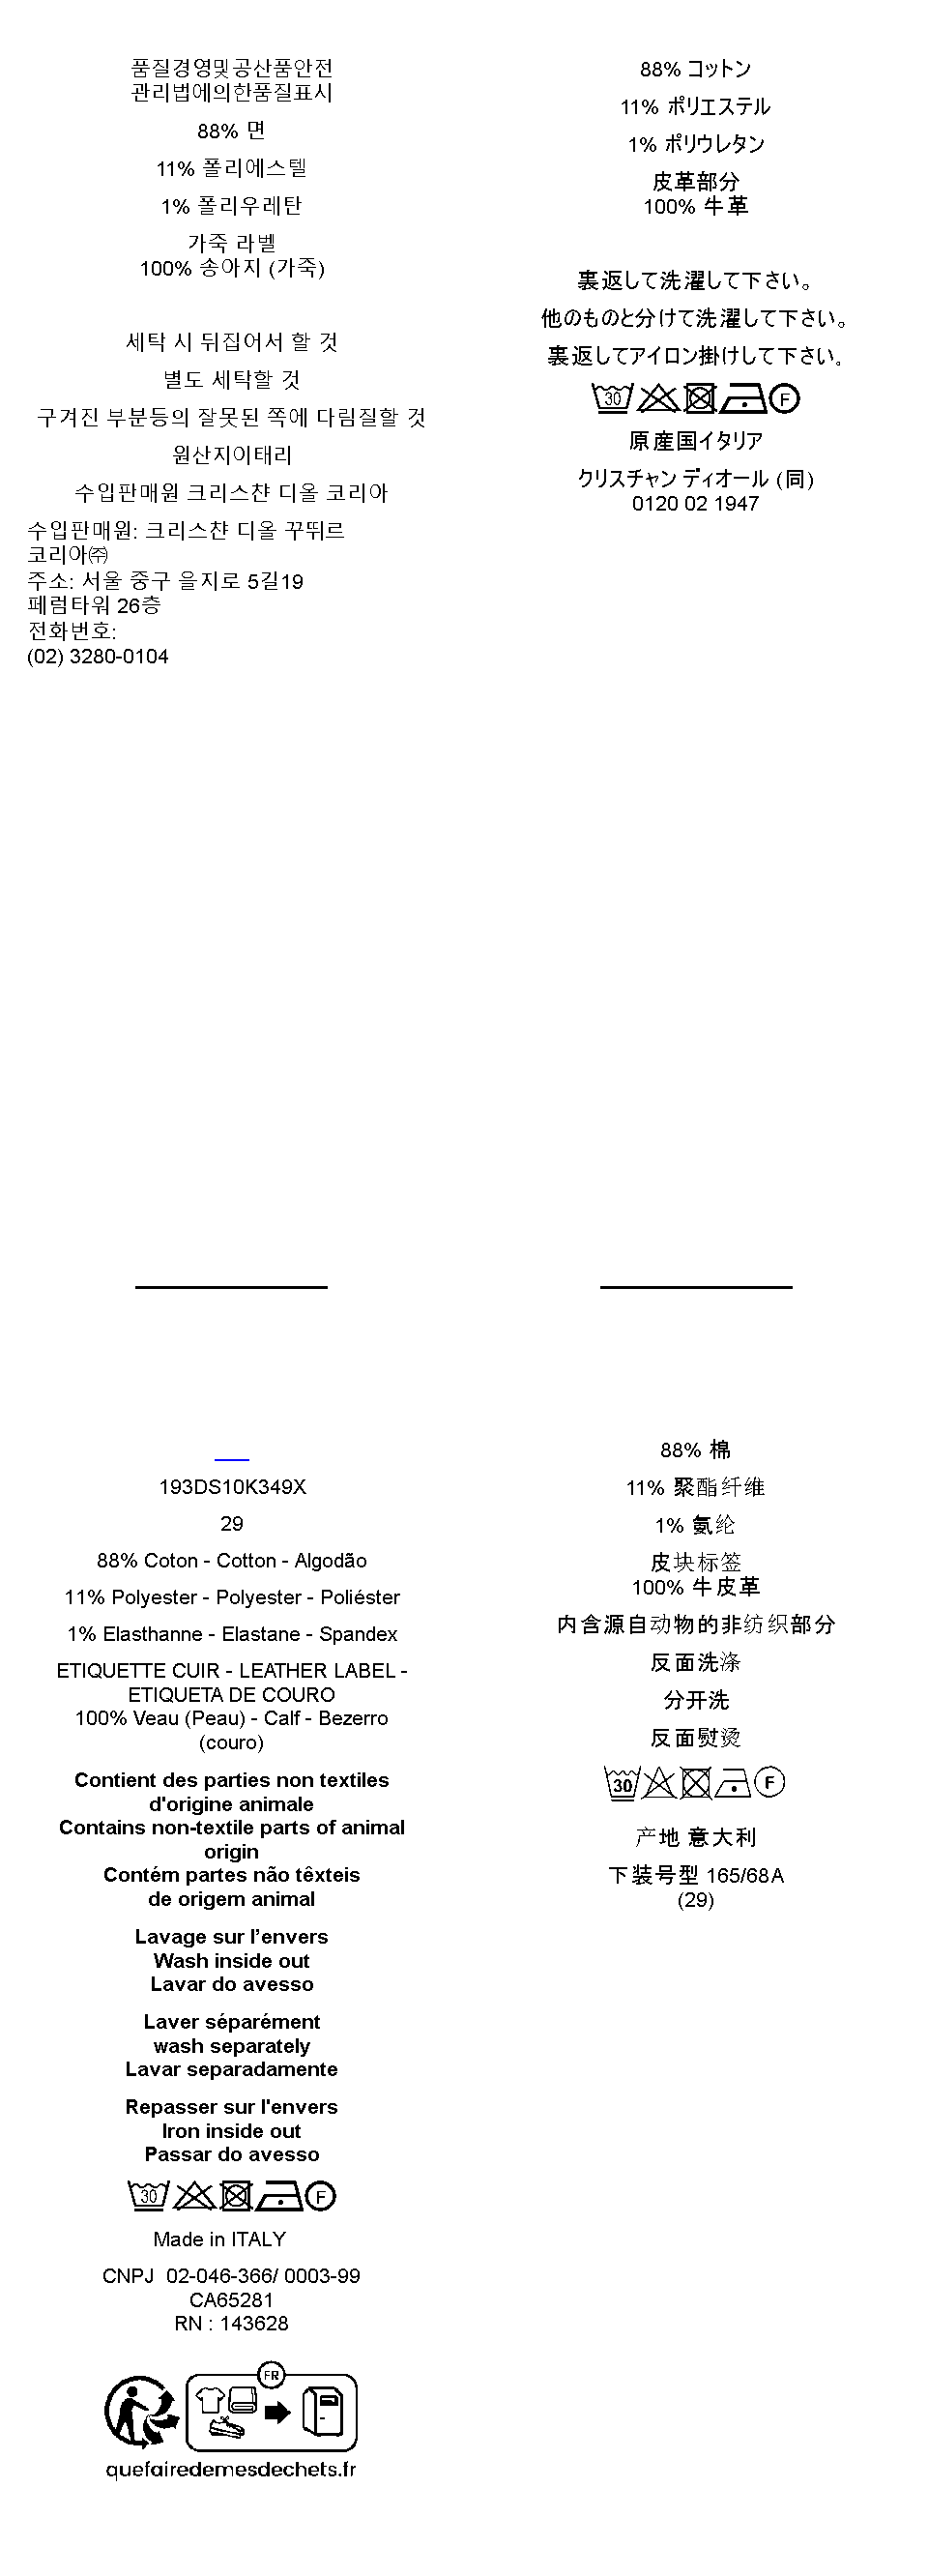 품질경영및공산품안전
관리법에의한품질표시
88% 면
11% 폴리에스텔
1% 폴리우레탄
가죽 라벨
100% 송아지 (가죽)
세탁 시 뒤집어서 할 것
별도 세탁할 것
구겨진 부분등의 잘못된 쪽에 다림질할 것
원산지이태리
수입판매원 크리스챤 디올 코리아
수입판매원: 크리스챤 디올 꾸뛰르
코리아㈜
주소: 서울 중구 을지로 5길19
페럼타워 26층
전화번호:
(02) 3280-0104
88% コットン
11% ポリエステル
1% ポリウレタン
皮革部分
100% 牛革
裏返して洗濯して下さい。
他のものと分けて洗濯して下さい。
裏返してアイロン掛けして下さい。
30 F
原産国イタリア
クリスチャン ディオール (同)
0120 02 1947
193DS10K349X
29
88% Coton - Cotton - Algodão
11% Polyester - Polyester - Poliéster
1% Elasthanne - Elastane - Spandex
ETIQUETTE CUIR - LEATHER LABEL -
ETIQUETA DE COURO
100% Veau (Peau) - Calf - Bezerro
(couro)
Contient des parties non textiles
d'origine animale
Contains non-textile parts of animal
origin
Contém partes não têxteis
de origem animal
Lavage sur l’envers
Wash inside out
Lavar do avesso
Laver séparément
wash separately
Lavar separadamente
Repasser sur l'envers
Iron inside out
Passar do avesso
30 F
Made in ITALY
CNPJ 02-046-366/ 0003-99
CA65281
RN : 143628
FR
quefairedemesdechets.fr
88% 棉
11% 聚酯纤维
1% 氨纶
皮块标签
100% 牛皮革
内含源自动物的非纺织部分
反面洗涤
分开洗
反面熨烫
30 F
产地 意大利
下装号型 165/68A
(29)